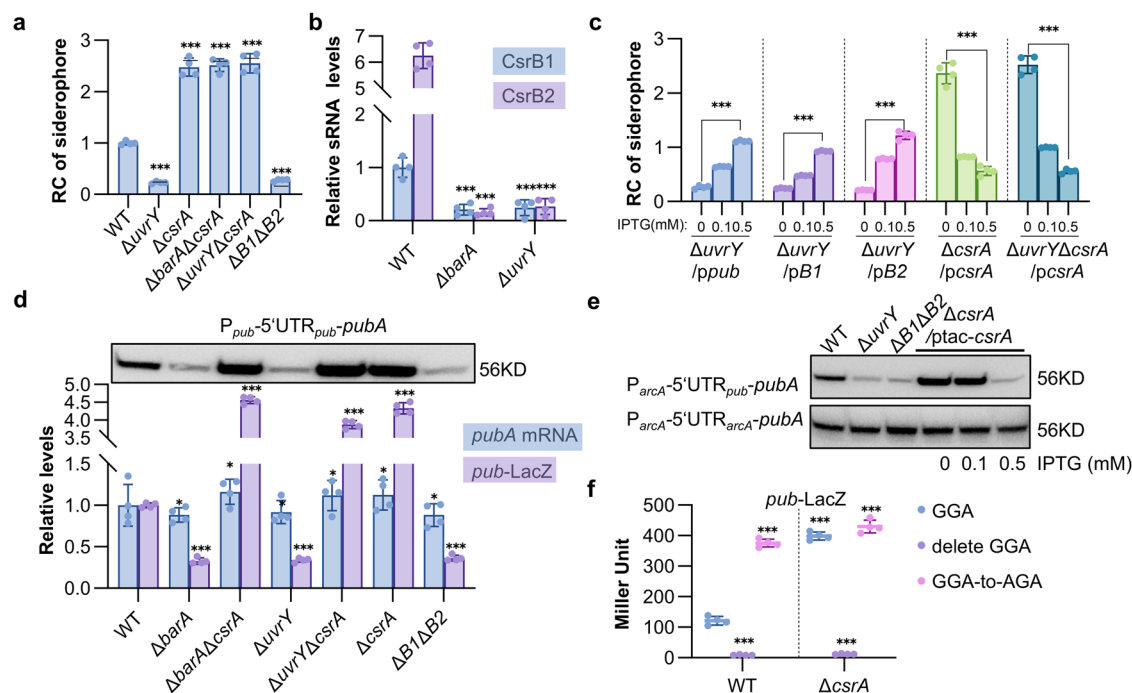 a
RC of siderophore
3
2
1
0
***
***
***
***
***
WT
ΔuvrY
ΔcsrA
ΔbarAΔcsrA
ΔuvrYΔcsrA
ΔB1ΔB2
b
Relative sRNA levels
7
6
5
4
3
2
1
0
CsrB1
CsrB2
***
***
***
***
WT
ΔbarA
ΔuvrY
c
RC of siderophore
3
2
1
0
***
***
***
***
***
IPTG(mM): 0 0.1 0.5 0 0.1 0.5 0 0.1 0.5 0 0.1 0.5 0 0.1 0.5
ΔuvrY ΔuvrY ΔuvrY ΔcsrA ΔuvrYΔcsrA
/ppub /pB1 /pB2 /pcsrA /pcsrA
d
Ppub-5‘UTRpub-pubA
56KD
Relative levels
5.0
4.5
4.0
3.5
1.5
1.0
0.5
0.0
*
***
*
***
*
***
*
***
*
***
*
***
pubA mRNA
pub-LacZ
WT
ΔbarA
ΔbarAΔcsrA
ΔuvrY
ΔuvrYΔcsrA
ΔcsrA
ΔB1ΔB2
e
WT
ΔuvrY
ΔB1ΔB2
ΔcsrA
/ptac-csrA
ParcA-5‘UTRpub-pubA
56KD
ParcA-5‘UTRarcA-pubA
56KD
0 0.1 0.5 IPTG (mM)
f
pub-LacZ
Miller Unit
500
400
300
200
100
0
***
***
***
***
***
GGA
delete GGA
GGA-to-AGA
WT
ΔcsrA